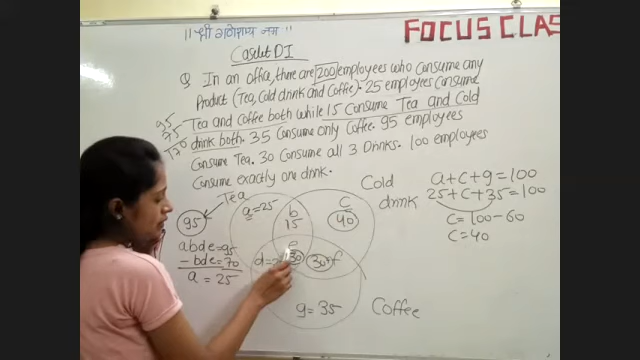 || श्री गणेशाय नमः ||
FOCUS CLAS
Caselet DI
Q In an office, there are 200 employees who consume any
Product (Tea, Cold drink and Coffe). 25 employees Consume
Tea and Coffee both while 15 Consume Tea and Cold
drink both. 35 Consume only Coffee. 95 employees
Consume Tea. 30 Consume all 3 Drinks. 100 employees
Consume exactly one drink.
95
75
170
Tea
95
a=25
b
15
C
40
Cold
drink
a+c+g=100
25+c+35=100
c=100-60
c=40
abde=95
-bde=70
a=25
e
30
30
f
g=35
Coffee